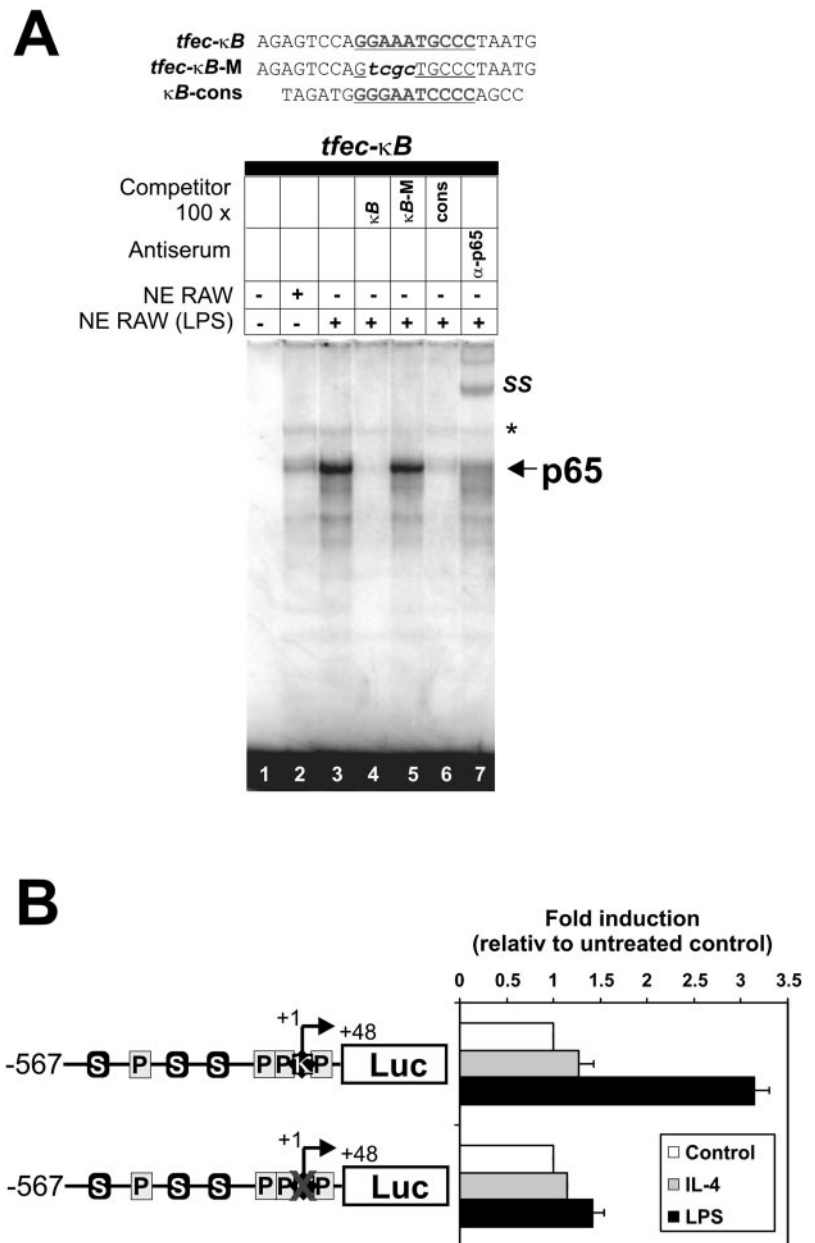 A
tfec-κB AGAGTCCAGGAAATGCCCTAATG
tfec-κB-M AGAGTCCAGtcgcTGCCCTAATG
κB-cons TAGATGGGGAATCCCCAGCC
tfec-κB
Competitor
100 x
κB κB-M cons
Antiserum
α-p65
NE RAW - + - - - - -
NE RAW (LPS) - - + + + + +
SS
*
p65
1 2 3 4 5 6 7
B
Fold induction
(relativ to untreated control)
0 0.5 1 1.5 2 2.5 3 3.5
+1
+48
-567 S P S S P P κ P Luc
+1
+48
-567 S P S S P P X P Luc
Control
IL-4
LPS